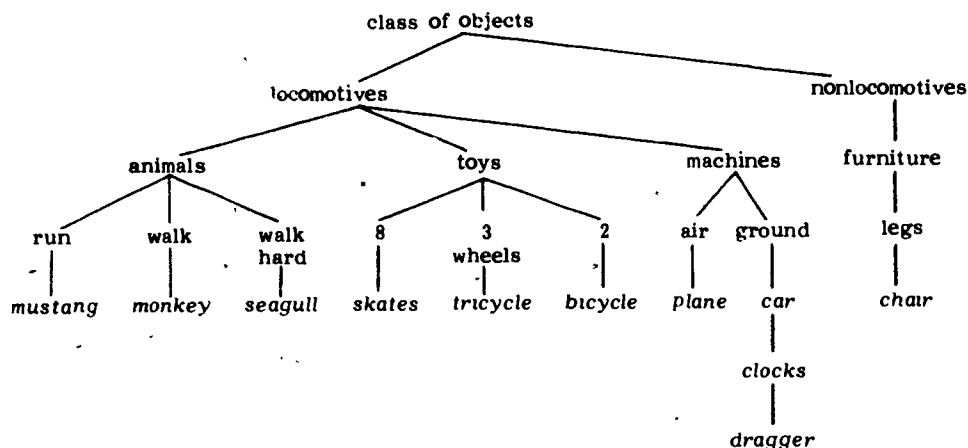 class of objects
locomotives nonlocomotives
animals toys machines furniture
run walk walk hard 8 3 wheels 2 air ground legs
mustang monkey seagull skates tricycle bicycle plane car chair
clocks
dragger